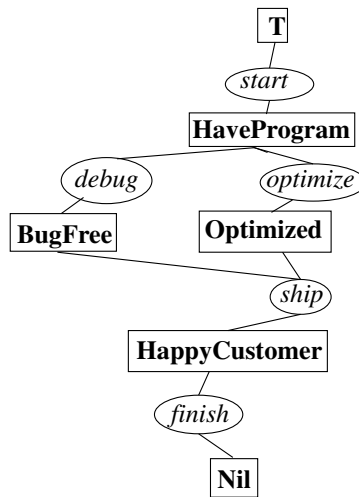 T
start
HaveProgram
debug
optimize
BugFree
Optimized
ship
HappyCustomer
finish
Nil